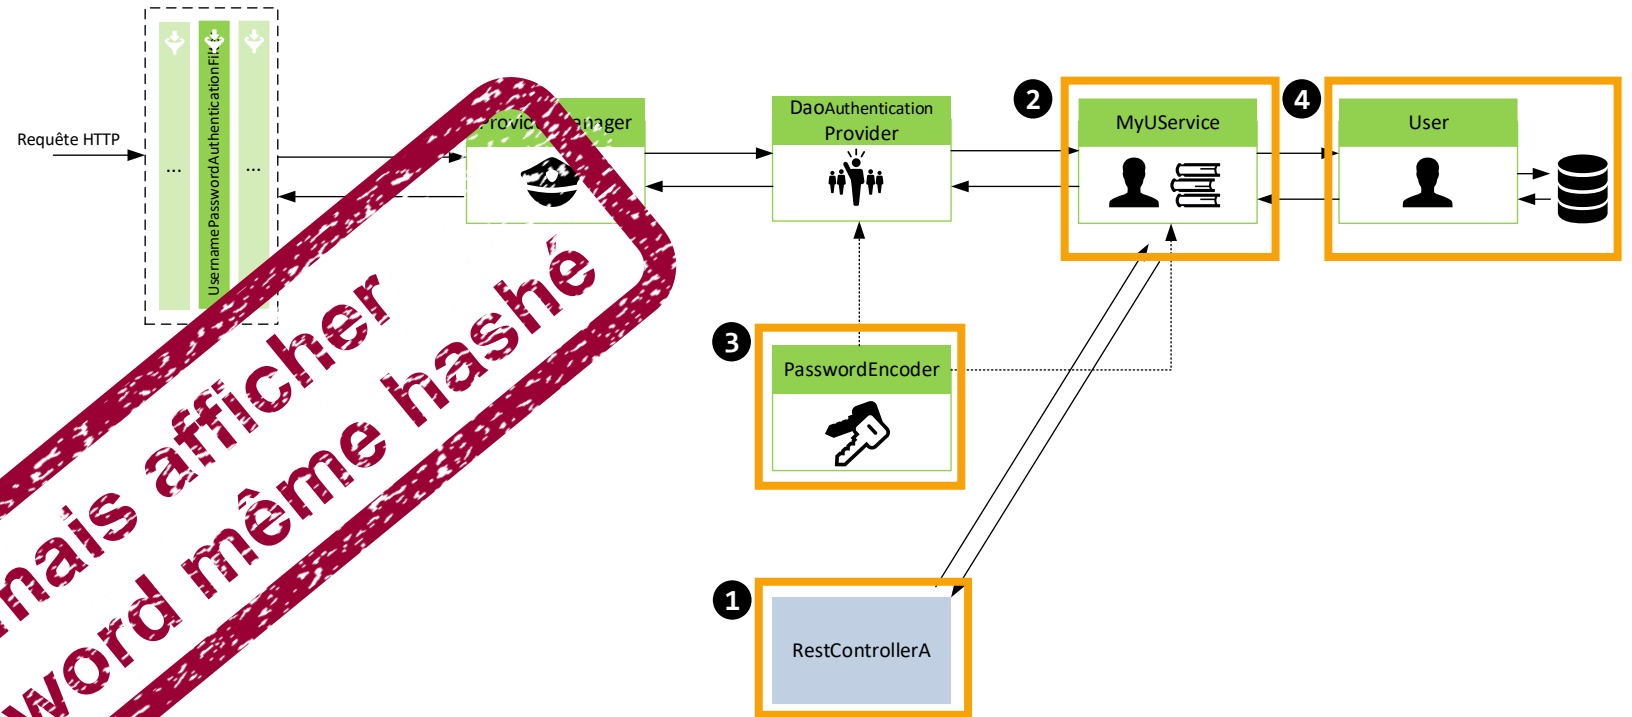 Requête HTTP
...
UsernamePasswordAuthenticationFil
...
DaoAuthentication
Provider
2
MyUService
4
User
3
PasswordEncoder
1
RestControllerA
mais afficher
word même hashé